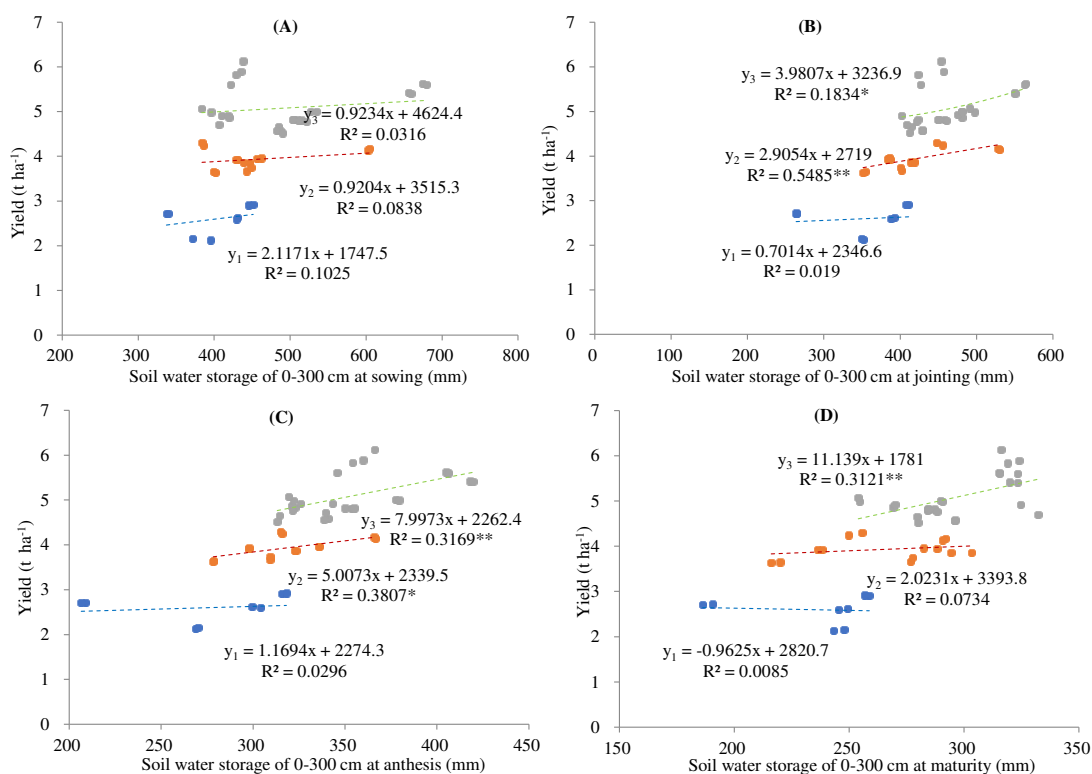 (A)
7
6
5
4
3
2
1
0
Yield (t ha⁻¹)
y₃ = 0.9234x + 4624.4
R² = 0.0316
y₂ = 0.9204x + 3515.3
R² = 0.0838
y₁ = 2.1171x + 1747.5
R² = 0.1025
200 300 400 500 600 700 800
Soil water storage of 0-300 cm at sowing (mm)
(B)
7
6
5
4
3
2
1
0
Yield (t ha⁻¹)
y₃ = 3.9807x + 3236.9
R² = 0.1834*
y₂ = 2.9054x + 2719
R² = 0.5485**
y₁ = 0.7014x + 2346.6
R² = 0.019
0 100 200 300 400 500 600
Soil water storage of 0-300 cm at jointing (mm)
(C)
7
6
5
4
3
2
1
0
Yield (t ha⁻¹)
y₃ = 7.9973x + 2262.4
R² = 0.3169**
y₂ = 5.0073x + 2339.5
R² = 0.3807*
y₁ = 1.1694x + 2274.3
R² = 0.0296
200 250 300 350 400 450
Soil water storage of 0-300 cm at anthesis (mm)
(D)
7
6
5
4
3
2
1
0
Yield (t ha⁻¹)
y₃ = 11.139x + 1781
R² = 0.3121**
y₂ = 2.0231x + 3393.8
R² = 0.0734
y₁ = -0.9625x + 2820.7
R² = 0.0085
150 200 250 300 350
Soil water storage of 0-300 cm at maturity (mm)